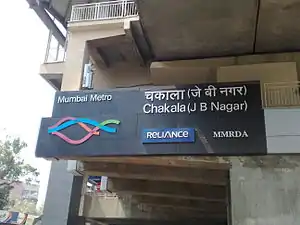 Mumbai Metro
चकाला (जे बी नगर)
Chakala (J B Nagar)
RELIANCE
MMRDA